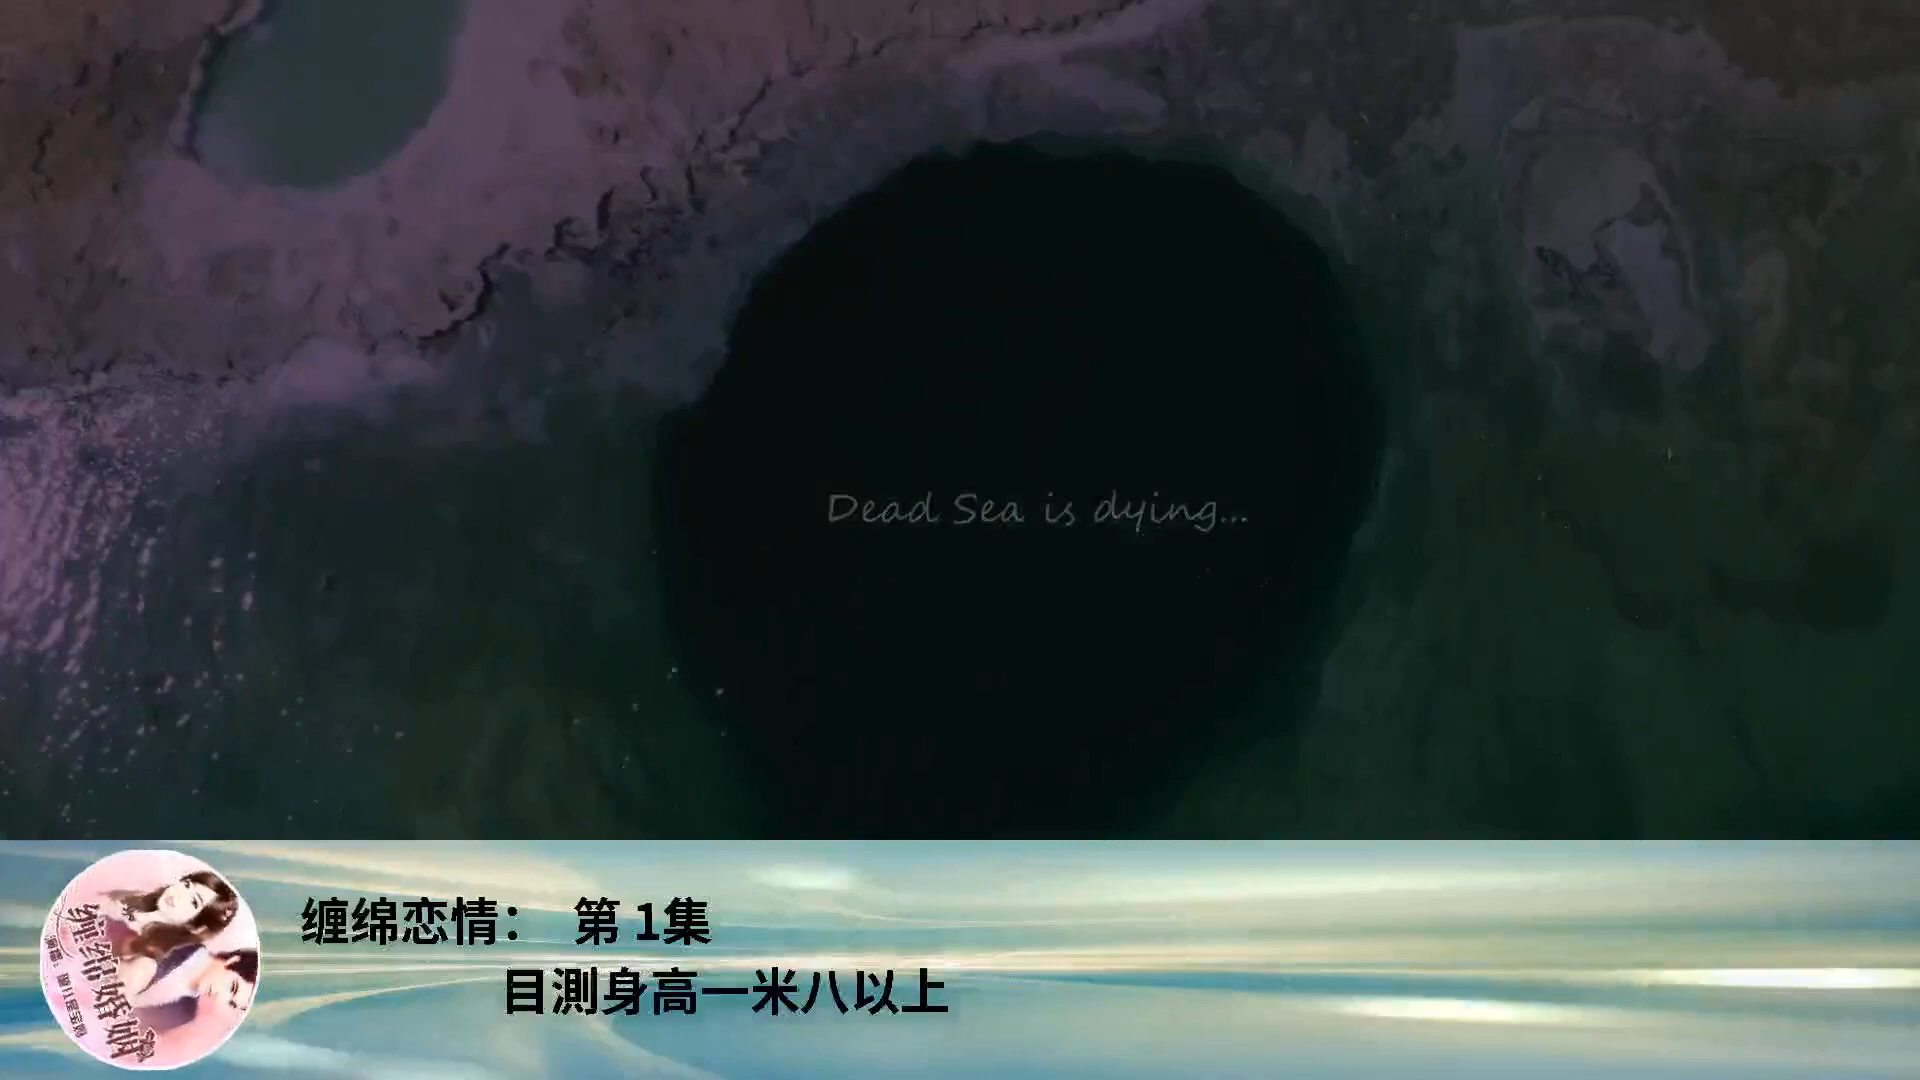 Dead Sea is dying...
缠绵恋情： 第 1集
目测身高一米八以上